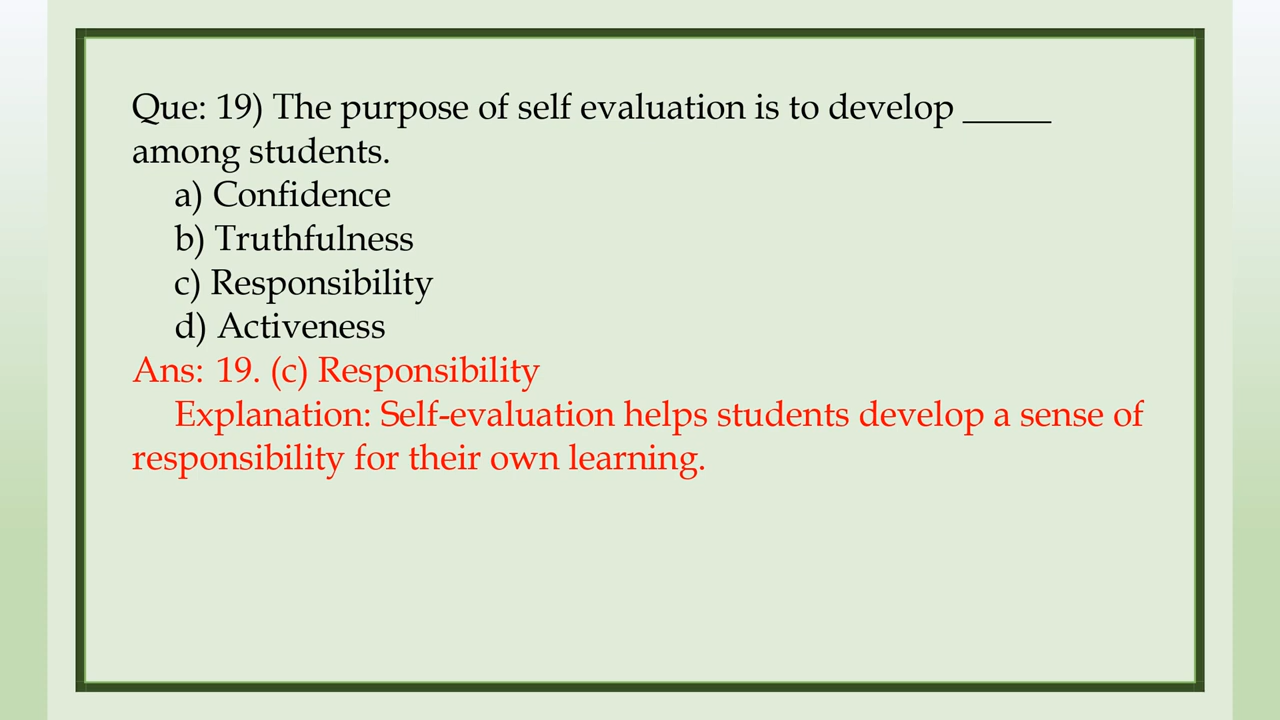 Que: 19) The purpose of self evaluation is to develop _____
among students.
a) Confidence
b) Truthfulness
c) Responsibility
d) Activeness
Ans: 19. (c) Responsibility
Explanation: Self-evaluation helps students develop a sense of
responsibility for their own learning.